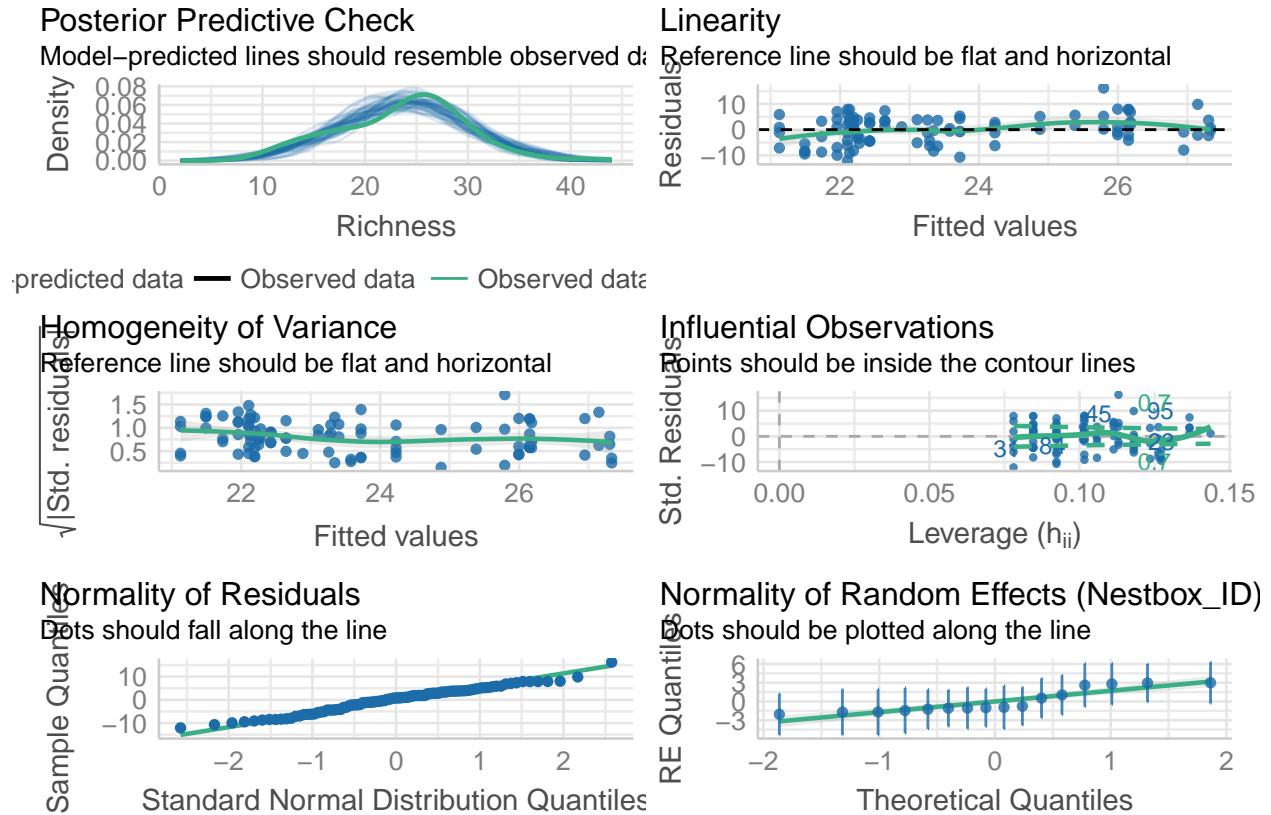 Posterior Predictive Check
Model−predicted lines should resemble observed da
Density
0.08
0.06
0.04
0.02
0.00
0 10 20 30 40
Richness
-predicted data Observed data Observed data
Linearity
Reference line should be flat and horizontal
Residuals
10
0
−10
22 24 26
Fitted values
Homogeneity of Variance
Reference line should be flat and horizontal
√|Std. residuals|
1.5
1.0
0.5
22 24 26
Fitted values
Influential Observations
Points should be inside the contour lines
Std. Residuals
10
0
−10
0.7
45 95
3 8 23
0.7
0.00 0.05 0.10 0.15
Leverage (hii)
Normality of Residuals
Dots should fall along the line
Sample Quantiles
10
0
−10
−2 −1 0 1 2
Standard Normal Distribution Quantiles
Normality of Random Effects (Nestbox_ID)
Dots should be plotted along the line
RE Quantiles
6
3
0
−3
−2 −1 0 1 2
Theoretical Quantiles